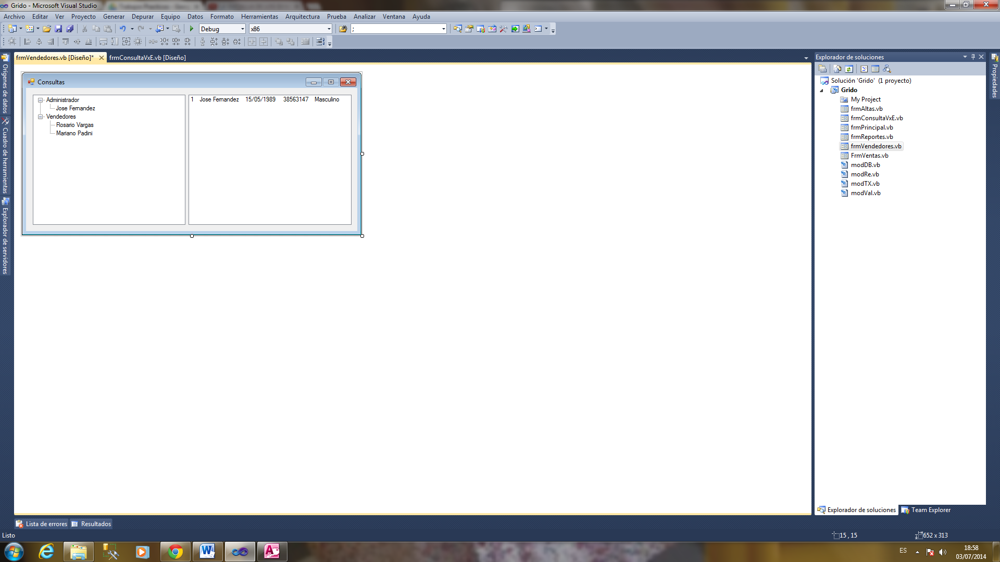 Grido - Microsoft Visual Studio
Archivo Editar Ver Proyecto Generar Depurar Equipo Datos Formato Herramientas Arquitectura Prueba Analizar Ventana Ayuda
Debug x86 ;
frmVendedores.vb [Diseño]* frmConsultaVxE.vb [Diseño]
Orígenes de datos
Cuadro de herramientas
Explorador de servidores
Consultas
Administrador
Jose Fernandez
Vendedores
Rosario Vargas
Mariano Padini
1 Jose Fernandez 15/05/1989 38563147 Masculino
Explorador de soluciones
Solución 'Grido' (1 proyecto)
Grido
My Project
frmAltas.vb
frmConsultaVxE.vb
frmPrincipal.vb
frmReportes.vb
frmVendedores.vb
FrmVentas.vb
modDB.vb
modRe.vb
modTX.vb
modVal.vb
Propiedades
Explorador de soluciones Team Explorer
Lista de errores Resultados
Listo 15 , 15 652 x 313
ES 18:58
03/07/2014